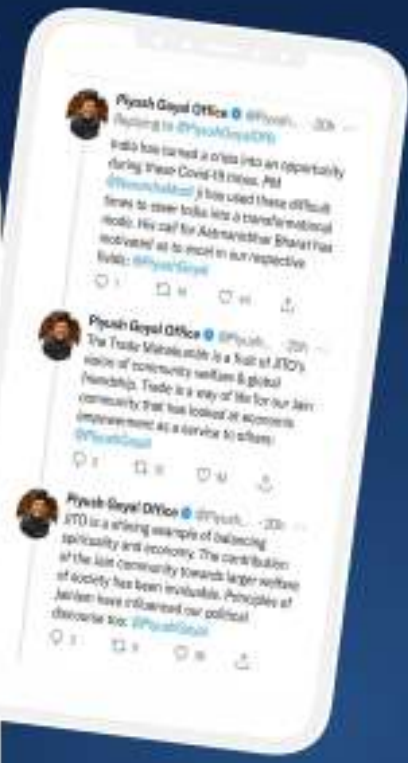 Piyush Goyal Office @Piyush... · 20h ...
Replying to @PiyushGoyalOffc
India has turned a crisis into an opportunity
during these Covid-19 times. PM
@NarendraModi ji has used these difficult
times to steer India into a transformational
mode. His call for Aatmanirbhar Bharat has
motivated us to excel in our respective
fields: @PiyushGoyal
Piyush Goyal Office @Piyush... · 20h ...
The Trade Mahakumbh is a fruit of JITO's
vision of community welfare & global
friendship. Trade is a way of life for our Jain
community that has looked at economic
empowerment as a service to others:
@PiyushGoyal
Piyush Goyal Office @Piyush... · 20h ...
JITO is a shining example of balancing
spirituality and economy. The contribution
of the Jain community towards larger welfare
of society has been invaluable. Principles of
Jainism have influenced our political
discourse too: @PiyushGoyal